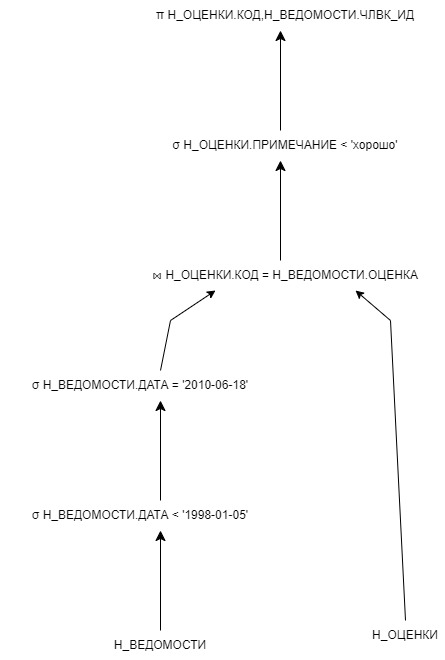 π Н_ОЦЕНКИ.КОД,Н_ВЕДОМОСТИ.ЧЛВК_ИД
σ Н_ОЦЕНКИ.ПРИМЕЧАНИЕ < 'хорошо'
⋈ Н_ОЦЕНКИ.КОД = Н_ВЕДОМОСТИ.ОЦЕНКА
σ Н_ВЕДОМОСТИ.ДАТА = '2010-06-18'
σ Н_ВЕДОМОСТИ.ДАТА < '1998-01-05'
Н_ВЕДОМОСТИ
Н_ОЦЕНКИ